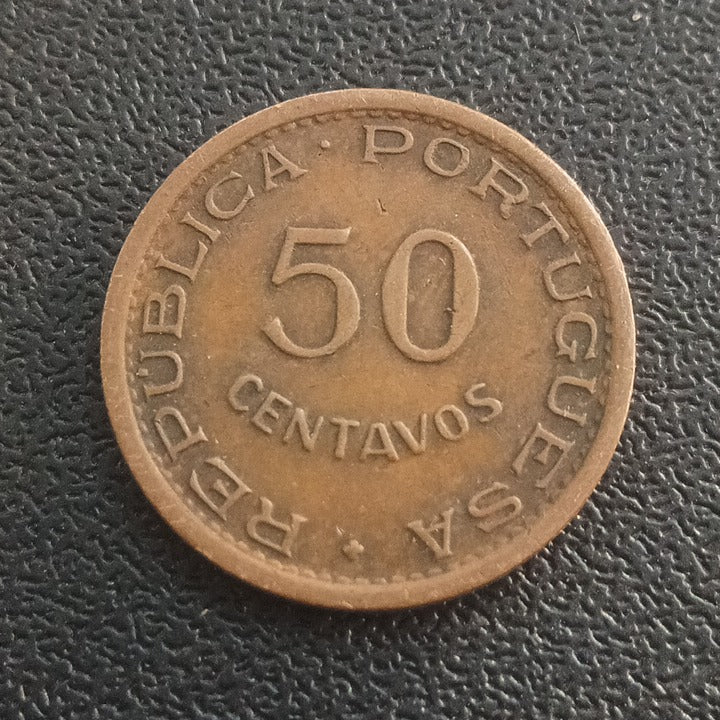 REPUBLICA · PORTUGUESA
50
CENTAVOS